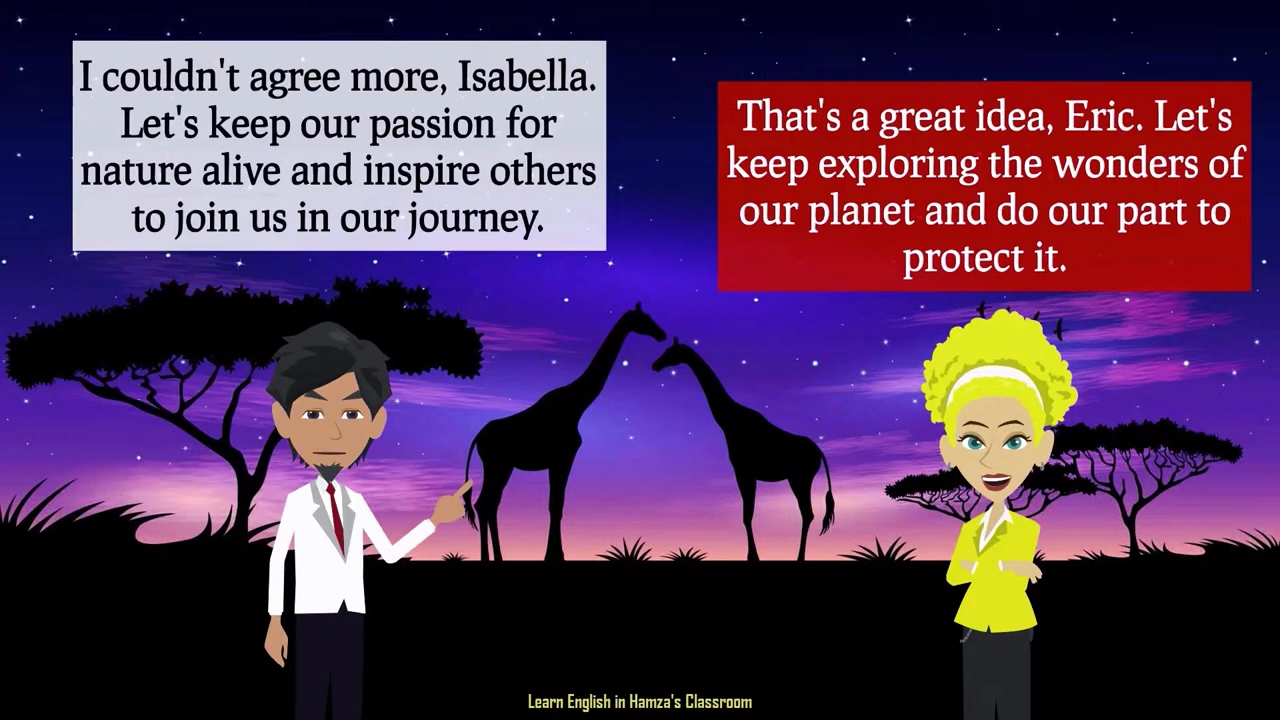 I couldn't agree more, Isabella.
Let's keep our passion for
nature alive and inspire others
to join us in our journey.
That's a great idea, Eric. Let's
keep exploring the wonders of
our planet and do our part to
protect it.
Learn English in Hamza's Classroom